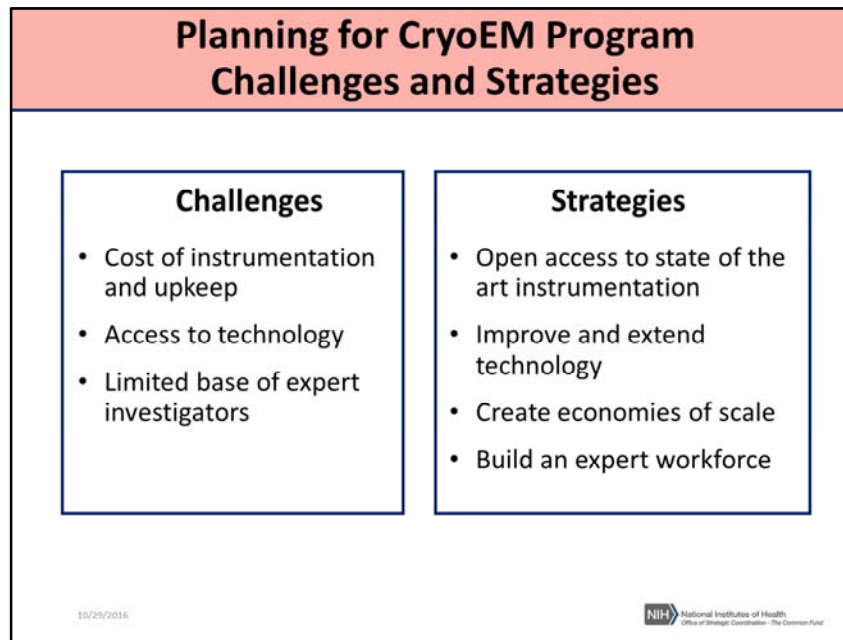 Planning for CryoEM Program
Challenges and Strategies
Challenges
• Cost of instrumentation
and upkeep
• Access to technology
• Limited base of expert
investigators
Strategies
• Open access to state of the
art instrumentation
• Improve and extend
technology
• Create economies of scale
• Build an expert workforce
10/29/2016
NIH National Institutes of Health
Office of Strategic Coordination - The Common Fund